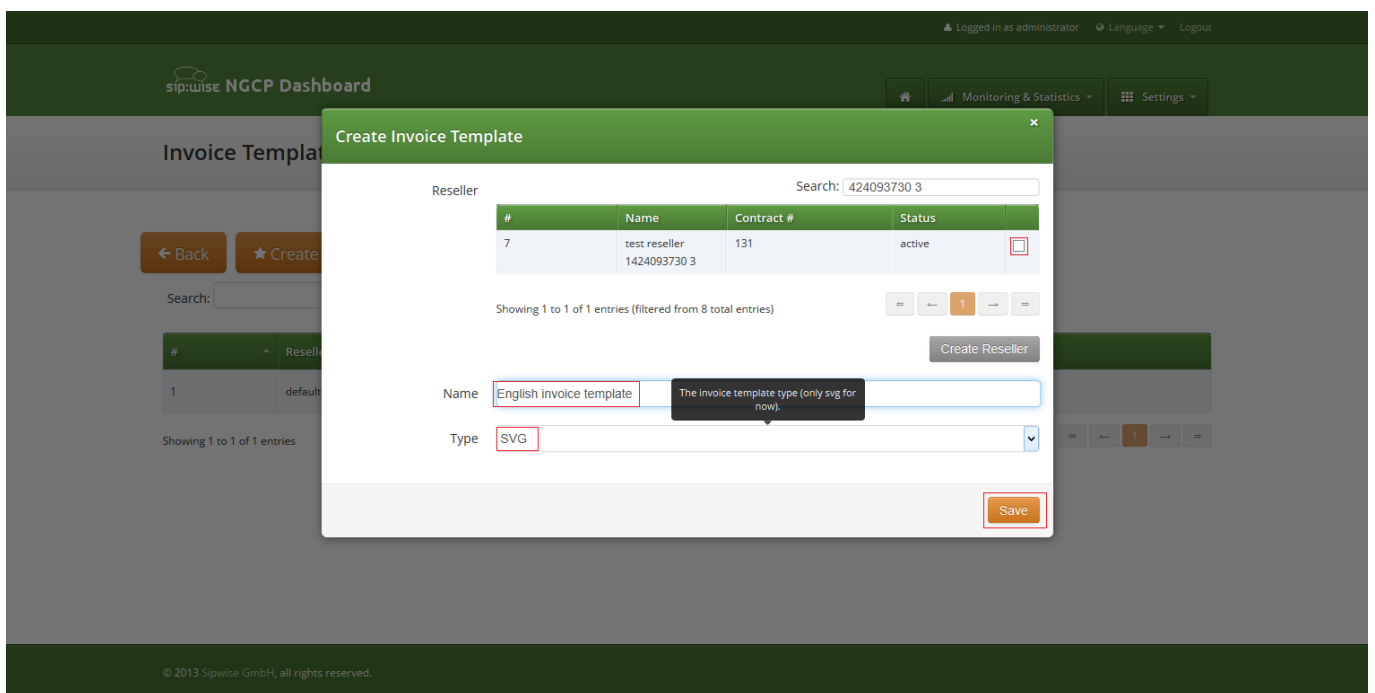 Logged in as administrator Language Logout
sip:wise NGCP Dashboard
Monitoring & Statistics Settings
Create Invoice Template ×
Invoice Templat
Reseller Search: 424093730 3
# Name Contract # Status
7 test reseller 131 active
1424093730 3
Back Create
Search:
Showing 1 to 1 of 1 entries (filtered from 8 total entries) ⇐ ← 1 → ⇒
Create Reseller
# Reselle
1 default
Name English invoice template
The invoice template type (only svg for
now).
Type SVG
Showing 1 to 1 of 1 entries ⇐ ← 1 → ⇒
Save
© 2013 Sipwise GmbH, all rights reserved.